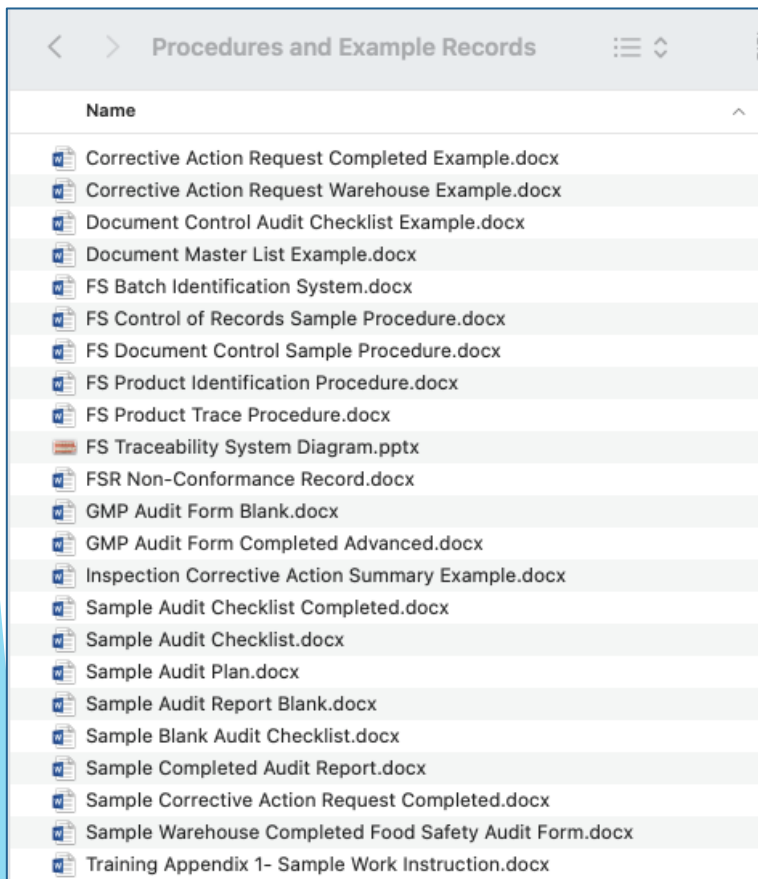 Procedures and Example Records
Name
Corrective Action Request Completed Example.docx
Corrective Action Request Warehouse Example.docx
Document Control Audit Checklist Example.docx
Document Master List Example.docx
FS Batch Identification System.docx
FS Control of Records Sample Procedure.docx
FS Document Control Sample Procedure.docx
FS Product Identification Procedure.docx
FS Product Trace Procedure.docx
FS Traceability System Diagram.pptx
FSR Non-Conformance Record.docx
GMP Audit Form Blank.docx
GMP Audit Form Completed Advanced.docx
Inspection Corrective Action Summary Example.docx
Sample Audit Checklist Completed.docx
Sample Audit Checklist.docx
Sample Audit Plan.docx
Sample Audit Report Blank.docx
Sample Blank Audit Checklist.docx
Sample Completed Audit Report.docx
Sample Corrective Action Request Completed.docx
Sample Warehouse Completed Food Safety Audit Form.docx
Training Appendix 1- Sample Work Instruction.docx